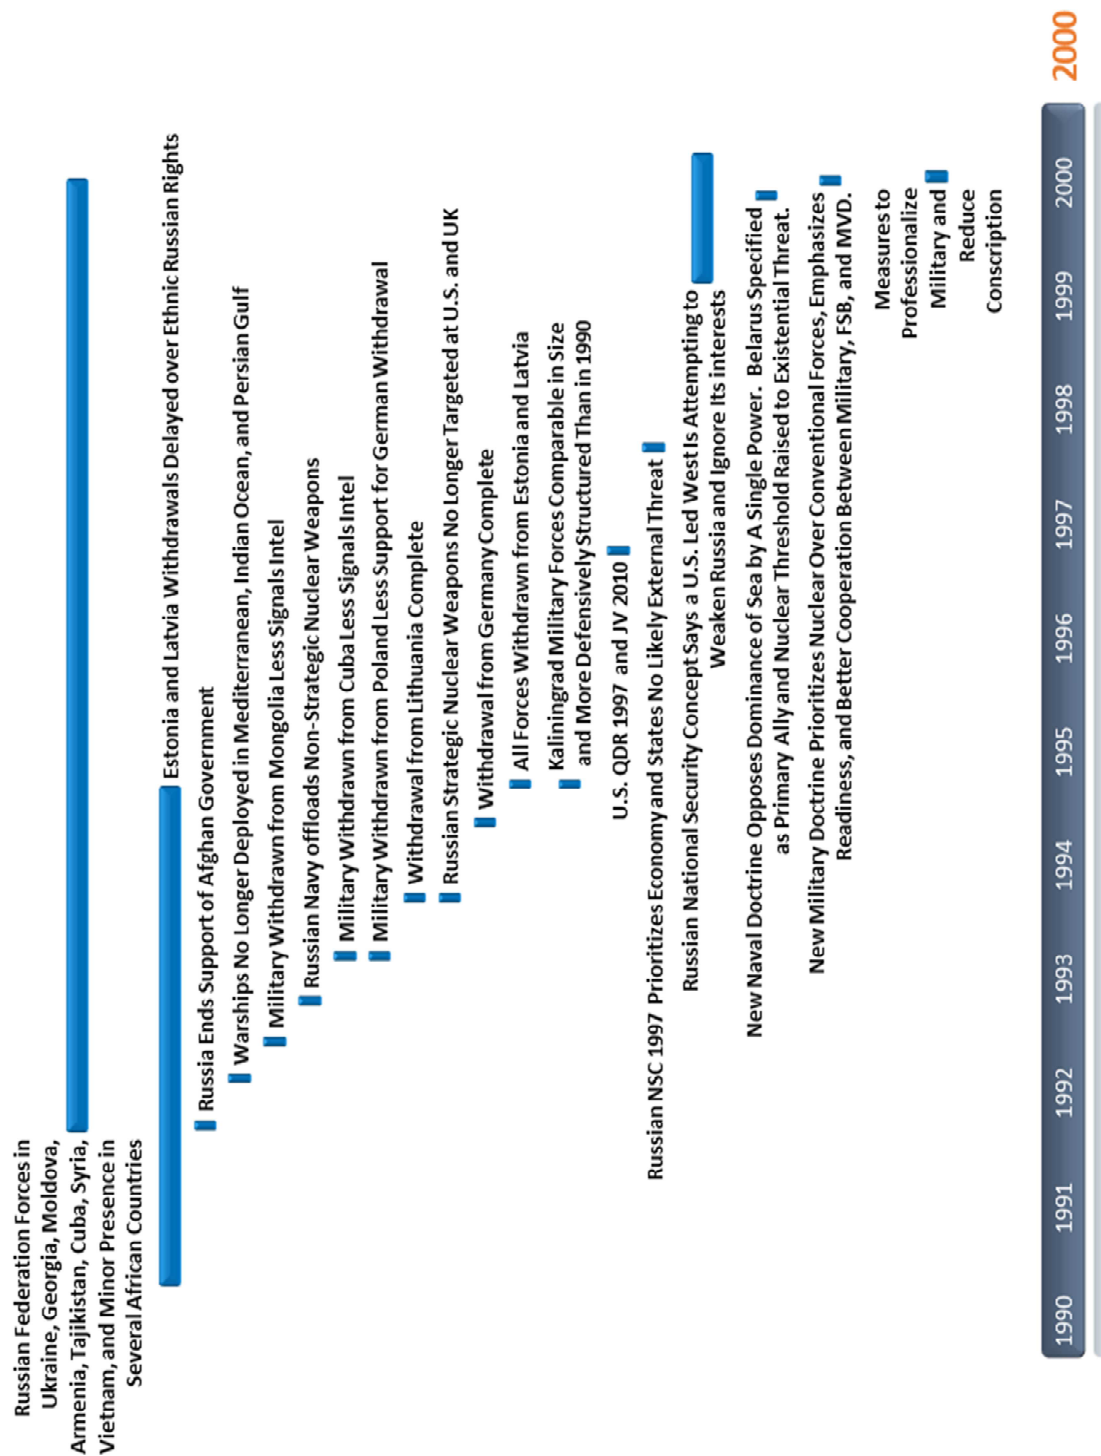 Russian Federation Forces in
Ukraine, Georgia, Moldova,
Armenia, Tajikistan, Cuba, Syria,
Vietnam, and Minor Presence in
Several African Countries
Estonia and Latvia Withdrawals Delayed over Ethnic Russian Rights
Russia Ends Support of Afghan Government
Warships No Longer Deployed in Mediterranean, Indian Ocean, and Persian Gulf
Military Withdrawn from Mongolia Less Signals Intel
Russian Navy offloads Non-Strategic Nuclear Weapons
Military Withdrawn from Cuba Less Signals Intel
Military Withdrawn from Poland Less Support for German Withdrawal
Withdrawal from Lithuania Complete
Russian Strategic Nuclear Weapons No Longer Targeted at U.S. and UK
Withdrawal from Germany Complete
All Forces Withdrawn from Estonia and Latvia
Kaliningrad Military Forces Comparable in Size
and More Defensively Structured Than in 1990
U.S. QDR 1997 and JV 2010
Russian NSC 1997 Prioritizes Economy and States No Likely External Threat
Russian National Security Concept Says a U.S. Led West Is Attempting to
Weaken Russia and Ignore Its interests
New Naval Doctrine Opposes Dominance of Sea by A Single Power. Belarus Specified
as Primary Ally and Nuclear Threshold Raised to Existential Threat.
New Military Doctrine Prioritizes Nuclear Over Conventional Forces, Emphasizes
Readiness, and Better Cooperation Between Military, FSB, and MVD.
Measures to
Professionalize
Military and
Reduce
Conscription
1990 1991 1992 1993 1994 1995 1996 1997 1998 1999 2000 2000